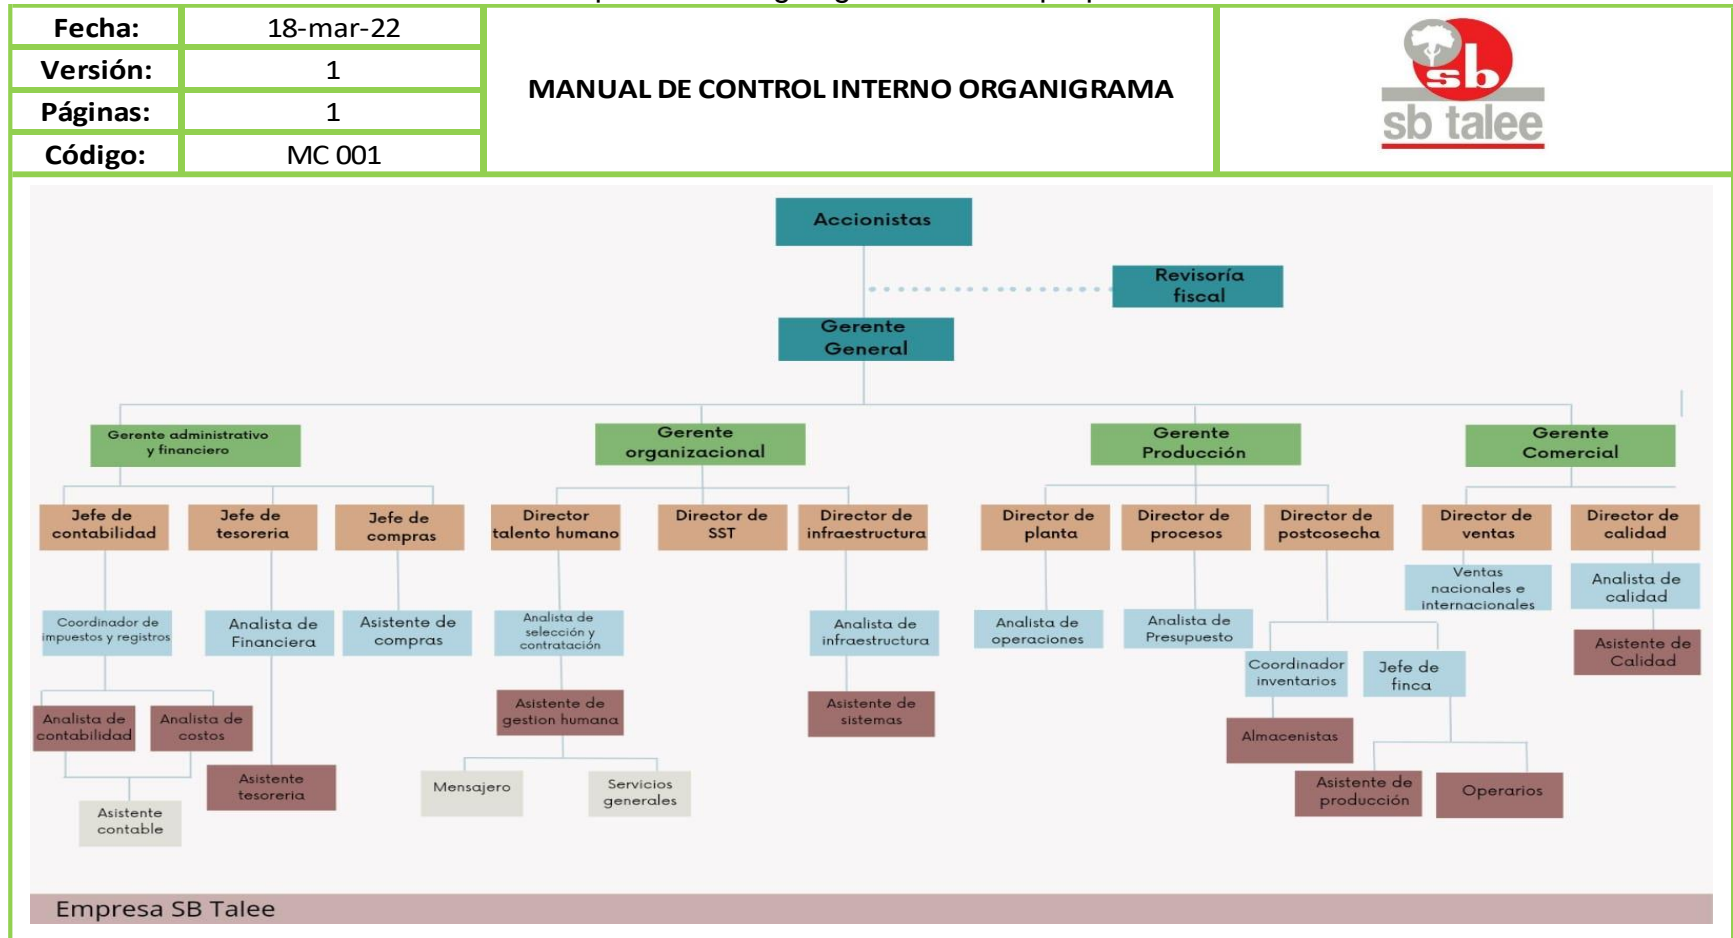 Fecha: 18-mar-22
Versión: 1
Páginas: 1
Código: MC 001
MANUAL DE CONTROL INTERNO ORGANIGRAMA
sb
sb talee
Accionistas
Revisoría
fiscal
Gerente
General
Gerente administrativo
y financiero
Gerente
organizacional
Gerente
Producción
Gerente
Comercial
Jefe de
contabilidad
Jefe de
tesoreria
Jefe de
compras
Director
talento humano
Director de
SST
Director de
infraestructura
Director de
planta
Director de
procesos
Director de
postcosecha
Director de
ventas
Director de
calidad
Coordinador de
impuestos y registros
Analista de
Financiera
Asistente de
compras
Analista de
selección y
contratación
Analista de
infraestructura
Analista de
operaciones
Analista de
Presupuesto
Ventas
nacionales e
internacionales
Analista de
calidad
Coordinador
inventarios
Jefe de
finca
Asistente de
Calidad
Analista de
contabilidad
Analista de
costos
Asistente de
gestion humana
Asistente de
sistemas
Almacenistas
Asistente
tesoreria
Mensajero
Servicios
generales
Asistente de
producción
Operarios
Asistente
contable
Empresa SB Talee